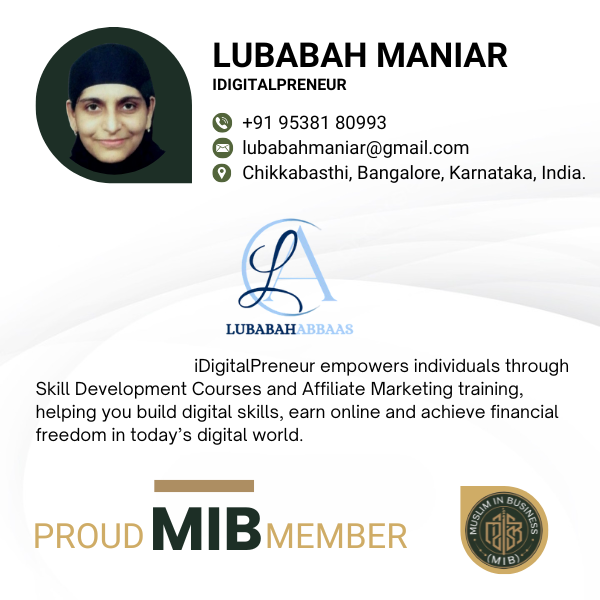 LUBABAH MANIAR
IDIGITALPRENEUR
+91 95381 80993
lubabahmaniar@gmail.com
Chikkabasthi, Bangalore, Karnataka, India.
LA
LUBABAHABBAAS
iDigitalPreneur empowers individuals through
Skill Development Courses and Affiliate Marketing training,
helping you build digital skills, earn online and achieve financial
freedom in today's digital world.
PROUD MIB MEMBER
MUSLIM IN BUSINESS
(MIB)